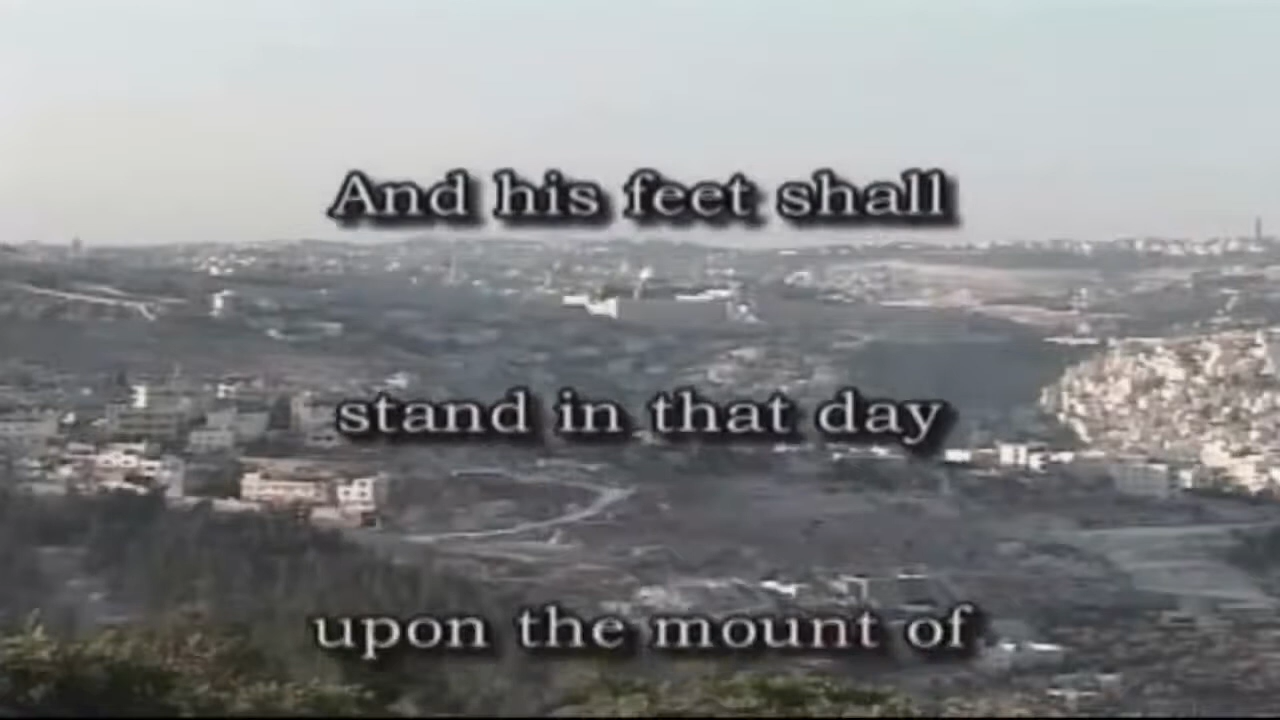 And his feet shall
stand in that day
upon the mount of